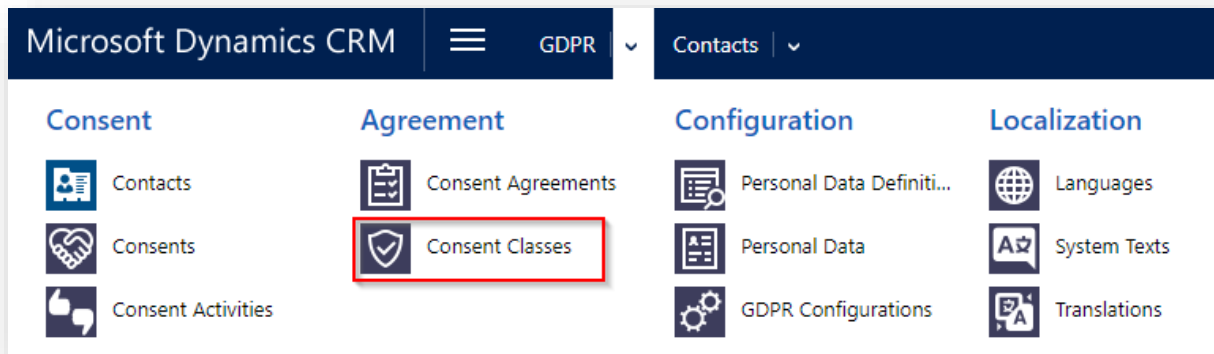 Microsoft Dynamics CRM GDPR Contacts
Consent Agreement Configuration Localization
Contacts Consent Agreements Personal Data Definiti... Languages
Consents Consent Classes Personal Data System Texts
Consent Activities GDPR Configurations Translations